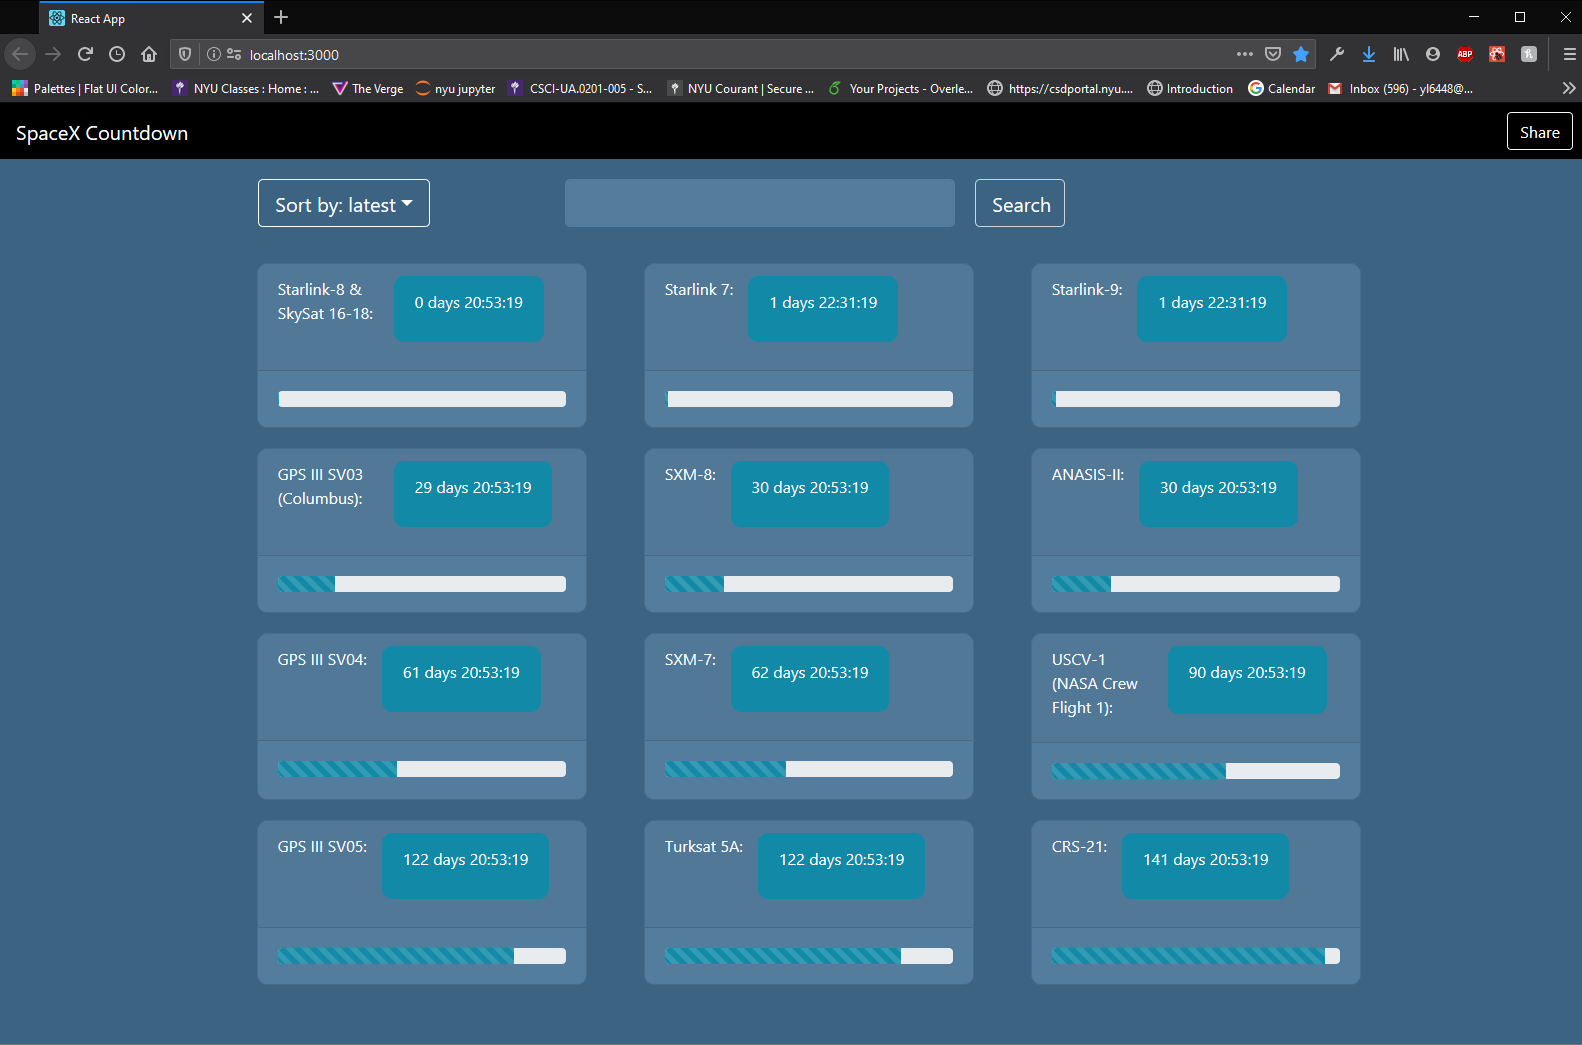 React App
localhost:3000
Palettes | Flat UI Color...
NYU Classes : Home : ...
The Verge
nyu jupyter
CSCI-UA.0201-005 - S...
NYU Courant | Secure ...
Your Projects - Overle...
https://csdportal.nyu....
Introduction
Calendar
Inbox (596) - yl6448@...
ABP
SpaceX Countdown
Share
Sort by: latest
Search
Starlink-8 &
SkySat 16-18:
0 days 20:53:19
Starlink 7:
1 days 22:31:19
Starlink-9:
1 days 22:31:19
GPS III SV03
(Columbus):
29 days 20:53:19
SXM-8:
30 days 20:53:19
ANASIS-II:
30 days 20:53:19
GPS III SV04:
61 days 20:53:19
SXM-7:
62 days 20:53:19
USCV-1
(NASA Crew
Flight 1):
90 days 20:53:19
GPS III SV05:
122 days 20:53:19
Turksat 5A:
122 days 20:53:19
CRS-21:
141 days 20:53:19